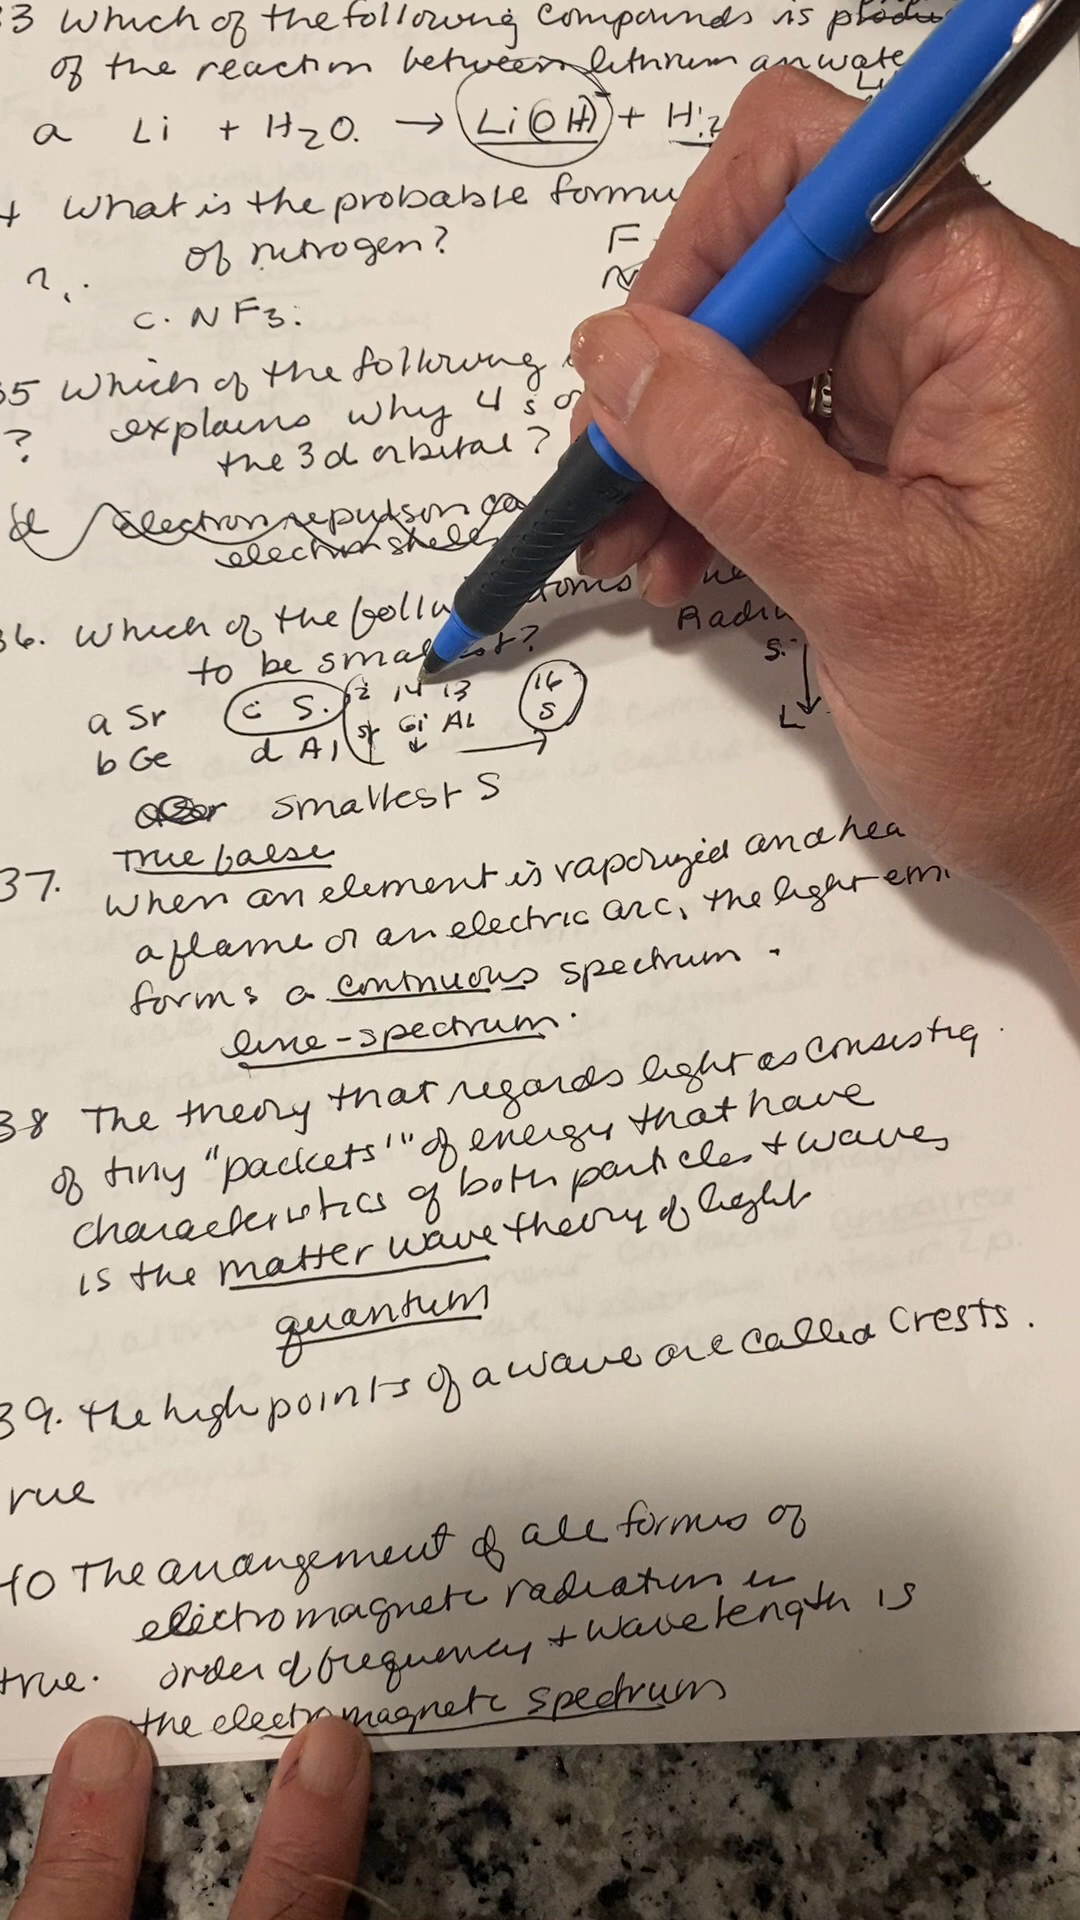 3 Which of the following compounds is
of the reaction between lithium an wate
a Li + H2O. → Li(OH) + H2
What is the probable formu
of nitrogen?
F
?.
C. NF3.
35 Which of the following
explains why 4s o
? the 3d orbital?
d electron repulsion ca
electron shells
36. Which of the follo toms
Radiu
to be smallest?
S.
a Sr c S. 2 14 13 16
Sr Gi AL S
L
b Ge d Al
smallest S
True false
37. When an element is vaporized and hea
a flame or an electric arc, the light emi
forms a continuous spectrum.
line-spectrum.
38 The theory that regards light as consistig
of tiny "packets'" of energy that have
characteristics of both particles + waves
is the matter wave theory of light
quantum
39. the high points of a wave are called crests.
rue
40 The arrangement of all forms of
electromagnetic radiation in
true. order of frequency + wavelength is
the electromagnetic spectrum